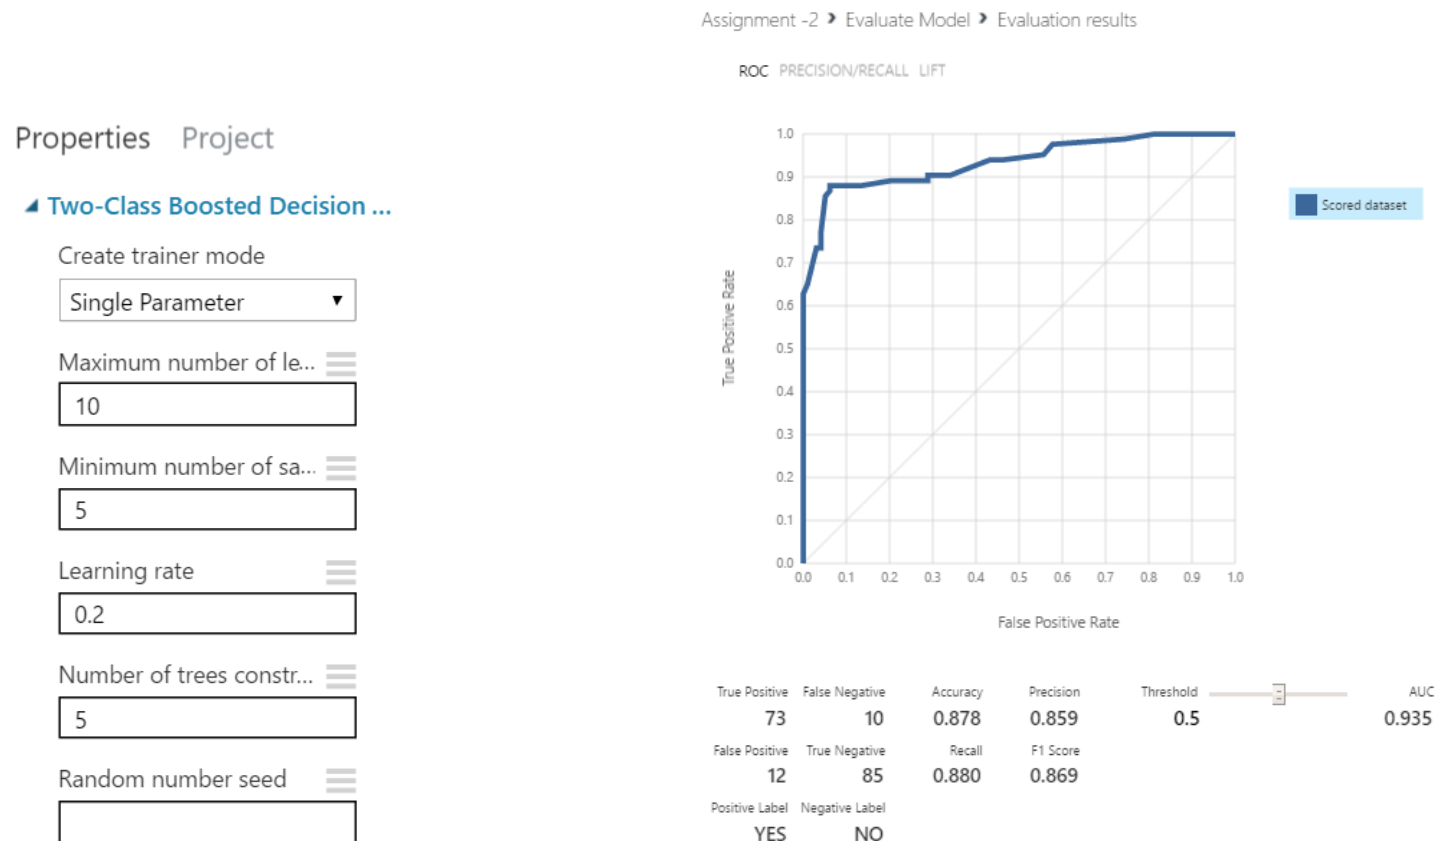 Assignment -2 > Evaluate Model > Evaluation results
ROC PRECISION/RECALL LIFT
Properties Project
Two-Class Boosted Decision ...
Create trainer mode
Single Parameter
Maximum number of le...
10
Minimum number of sa...
5
Learning rate
0.2
Number of trees constr...
5
Random number seed
1.0
0.9
0.8
0.7
0.6
0.5
0.4
0.3
0.2
0.1
0.0
True Positive Rate
0.0 0.1 0.2 0.3 0.4 0.5 0.6 0.7 0.8 0.9 1.0
False Positive Rate
Scored dataset
True Positive False Negative Accuracy Precision Threshold AUC
73 10 0.878 0.859 0.5 0.935
False Positive True Negative Recall F1 Score
12 85 0.880 0.869
Positive Label Negative Label
YES NO